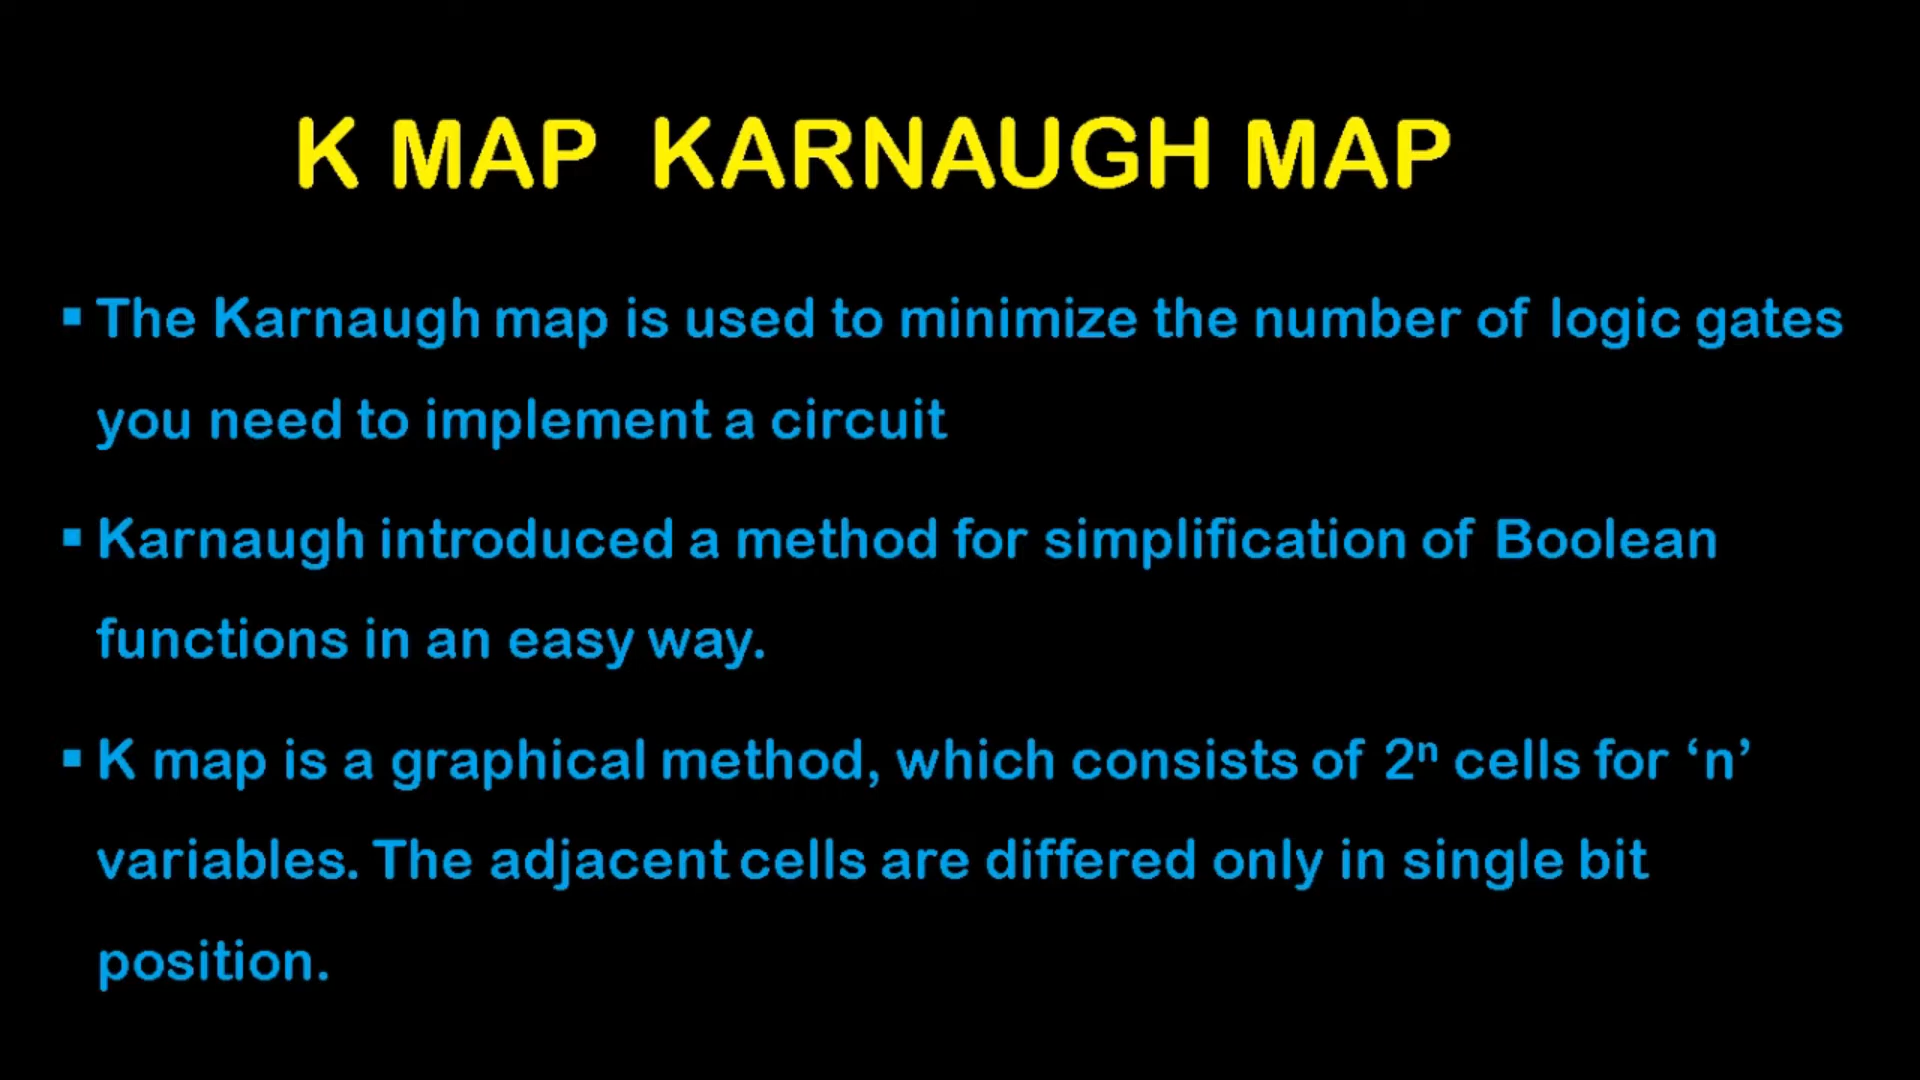 K MAP KARNAUGH MAP
▪ The Karnaugh map is used to minimize the number of logic gates
you need to implement a circuit
▪ Karnaugh introduced a method for simplification of Boolean
functions in an easy way.
▪ K map is a graphical method, which consists of 2ⁿ cells for ‘n’
variables. The adjacent cells are differed only in single bit
position.